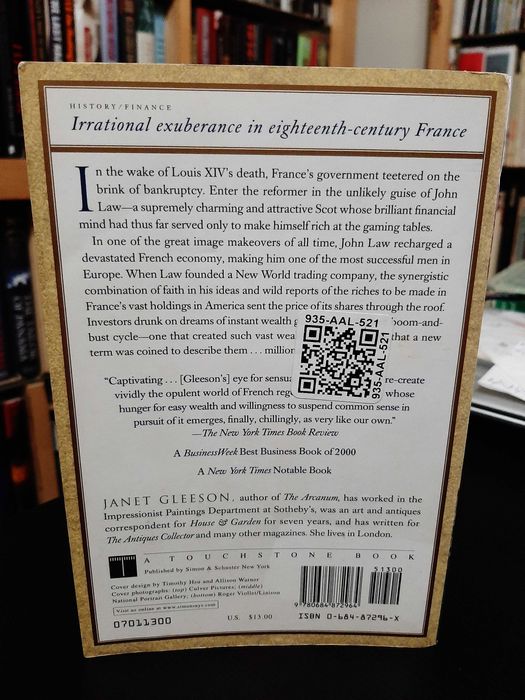 HISTORY/FINANCE
Irrational exuberance in eighteenth-century France
In the wake of Louis XIV's death, France's government teetered on the
brink of bankruptcy. Enter the reformer in the unlikely guise of John
Law—a supremely charming and attractive Scot whose brilliant financial
mind had thus far served only to make himself rich at the gaming tables.
In one of the great image makeovers of all time, John Law recharged a
devastated French economy, making him one of the most successful men in
Europe. When Law founded a New World trading company, the synergistic
combination of faith in his ideas and wild reports of the riches to be made in
France's vast holdings in America sent the price of its shares through the roof.
Investors drunk on dreams of instant wealth boom-and-
bust cycle—one that created such vast that a new
term was coined to describe them . . .
935-AAL-521
935-AAL-521
"Captivating . . . [Gleeson's] eye for re-create
vividly the opulent world of French whose
hunger for easy wealth and willingness to suspend common sense in
pursuit of it emerges, finally, chillingly, as very like our own."
—The New York Times Book Review
A BusinessWeek Best Business Book of 2000
A New York Times Notable Book
JANET GLEESON, author of The Arcanum, has worked in the
Impressionist Paintings Department at Sotheby's, was an art and antiques
correspondent for House & Garden for seven years, and has written for
The Antiques Collector and many other magazines. She lives in London.
A TOUCHSTONE BOOK
Published by Simon & Schuster New York
Cover design by Timothy Hsu and Allison Warner
Cover photographs: (top) Culver Pictures; (middle)
National Portrait Gallery; (bottom) Roger Viollet/Liaison
Visit us online at www.simonsays.com
07011300
U.S. $13.00
51300
9 780684 872964
ISBN 0-684-87296-X